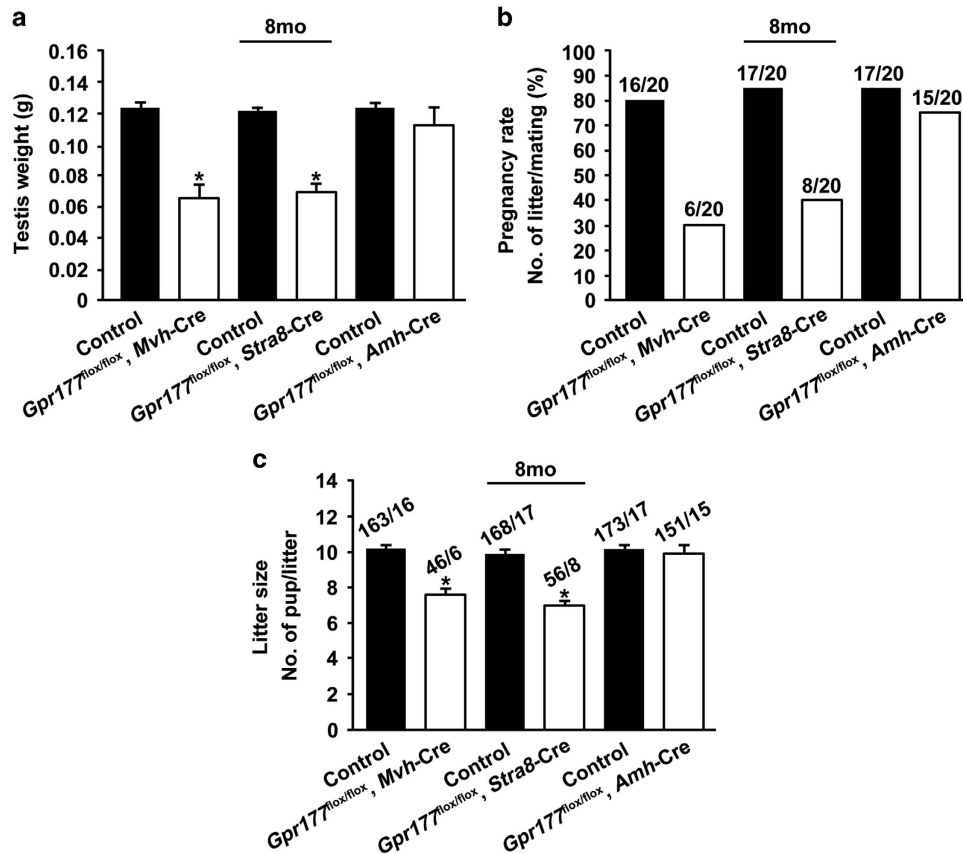 a
8mo
Testis weight (g)
0.16
0.14
0.12
0.10
0.08
0.06
0.04
0.02
0
*
*
Control
Gpr177flox/flox, Mvh-Cre
Control
Gpr177flox/flox, Stra8-Cre
Control
Gpr177flox/flox, Amh-Cre
b
8mo
Pregnancy rate
No. of litter/mating (%)
100
90
80
70
60
50
40
30
20
10
0
16/20
6/20
17/20
8/20
17/20
15/20
Control
Gpr177flox/flox, Mvh-Cre
Control
Gpr177flox/flox, Stra8-Cre
Control
Gpr177flox/flox, Amh-Cre
c
8mo
Litter size
No. of pup/litter
14
12
10
8
6
4
2
0
163/16
46/6
*
168/17
56/8
*
173/17
151/15
Control
Gpr177flox/flox, Mvh-Cre
Control
Gpr177flox/flox, Stra8-Cre
Control
Gpr177flox/flox, Amh-Cre